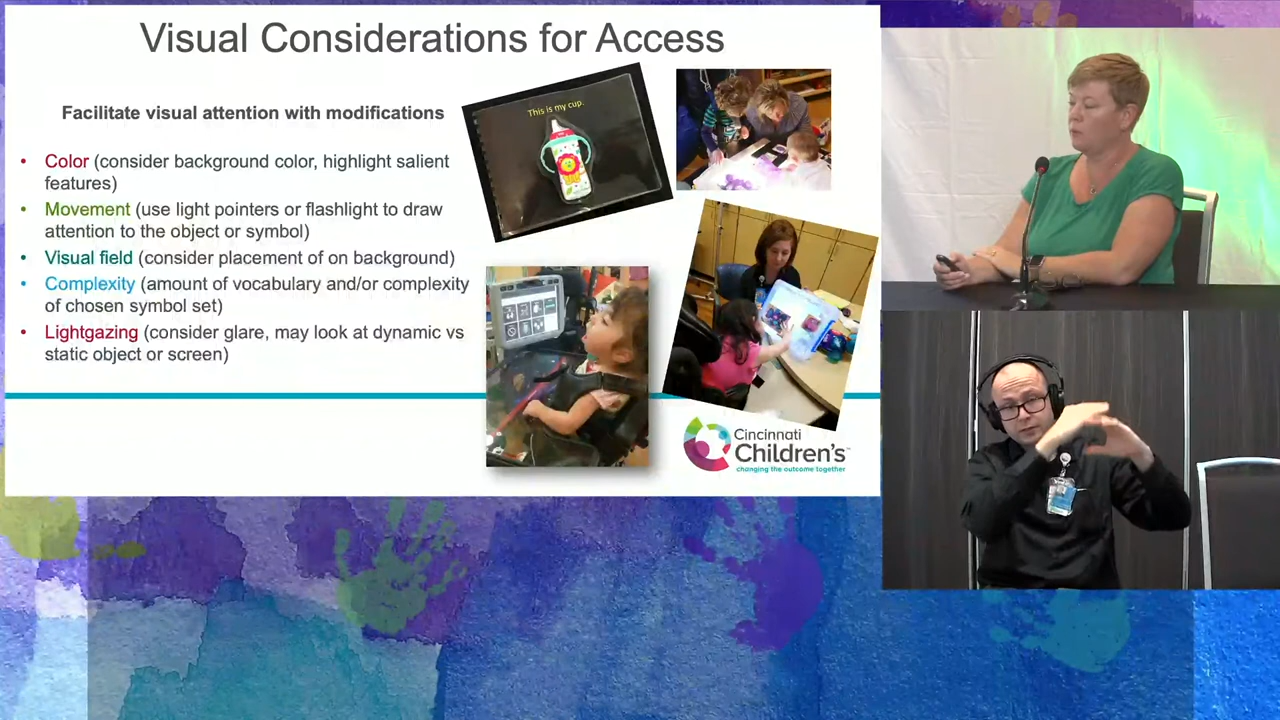 Visual Considerations for Access
Facilitate visual attention with modifications
• Color (consider background color, highlight salient
features)
• Movement (use light pointers or flashlight to draw
attention to the object or symbol)
• Visual field (consider placement of on background)
• Complexity (amount of vocabulary and/or complexity
of chosen symbol set)
• Lightgazing (consider glare, may look at dynamic vs
static object or screen)
This is my cup.
Cincinnati
Children's™
changing the outcome together